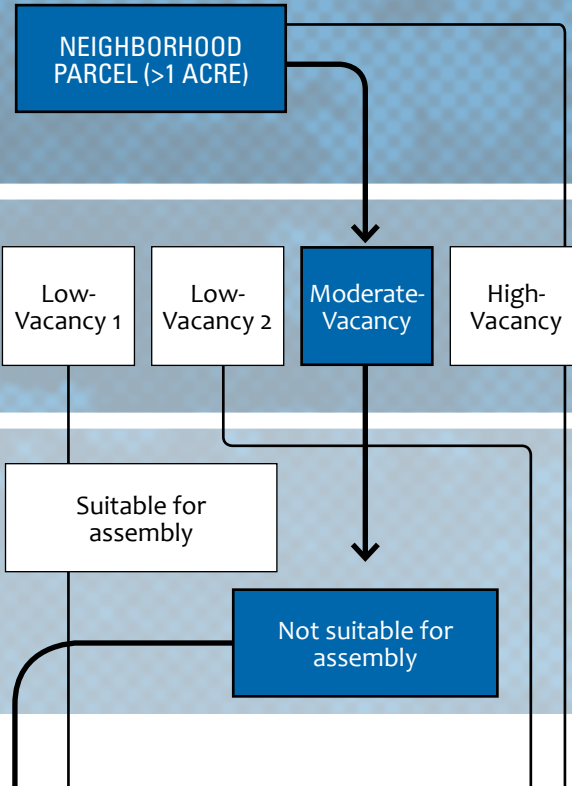 NEIGHBORHOOD
PARCEL (>1 ACRE)
Low-
Vacancy 1
Low-
Vacancy 2
Moderate-
Vacancy
High-
Vacancy
Suitable for
assembly
Not suitable for
assembly